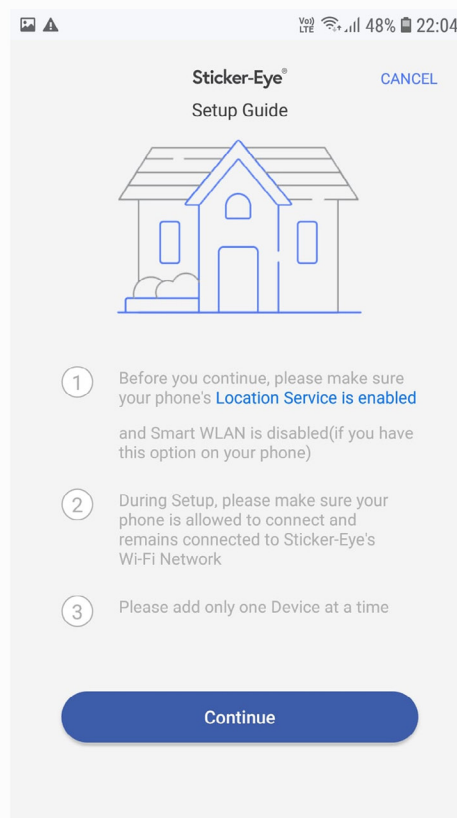 Vo)) LTE 48% 22:04
Sticker-Eye®
CANCEL
Setup Guide
1
Before you continue, please make sure
your phone's Location Service is enabled
and Smart WLAN is disabled(if you have
this option on your phone)
2
During Setup, please make sure your
phone is allowed to connect and
remains connected to Sticker-Eye's
Wi-Fi Network
3
Please add only one Device at a time
Continue